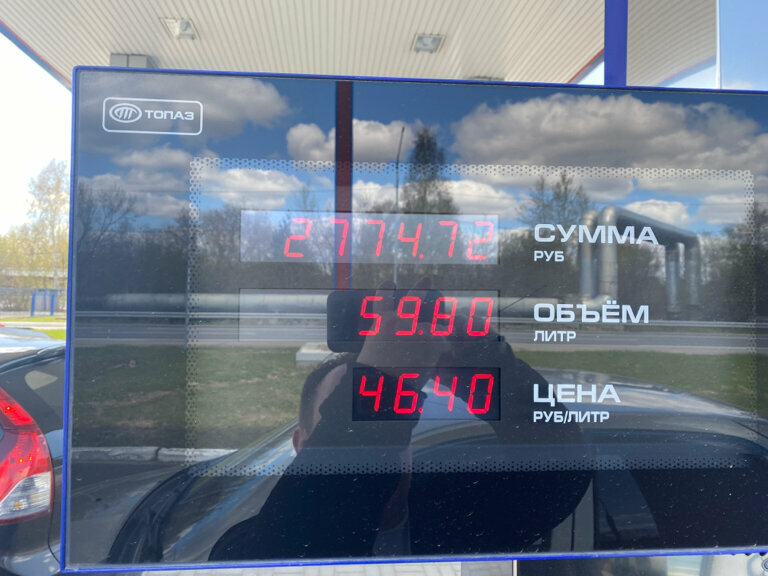 ТОПАЗ
2774.72 СУММА
РУБ
59.80 ОБЪЁМ
ЛИТР
46.40 ЦЕНА
РУБ/ЛИТР